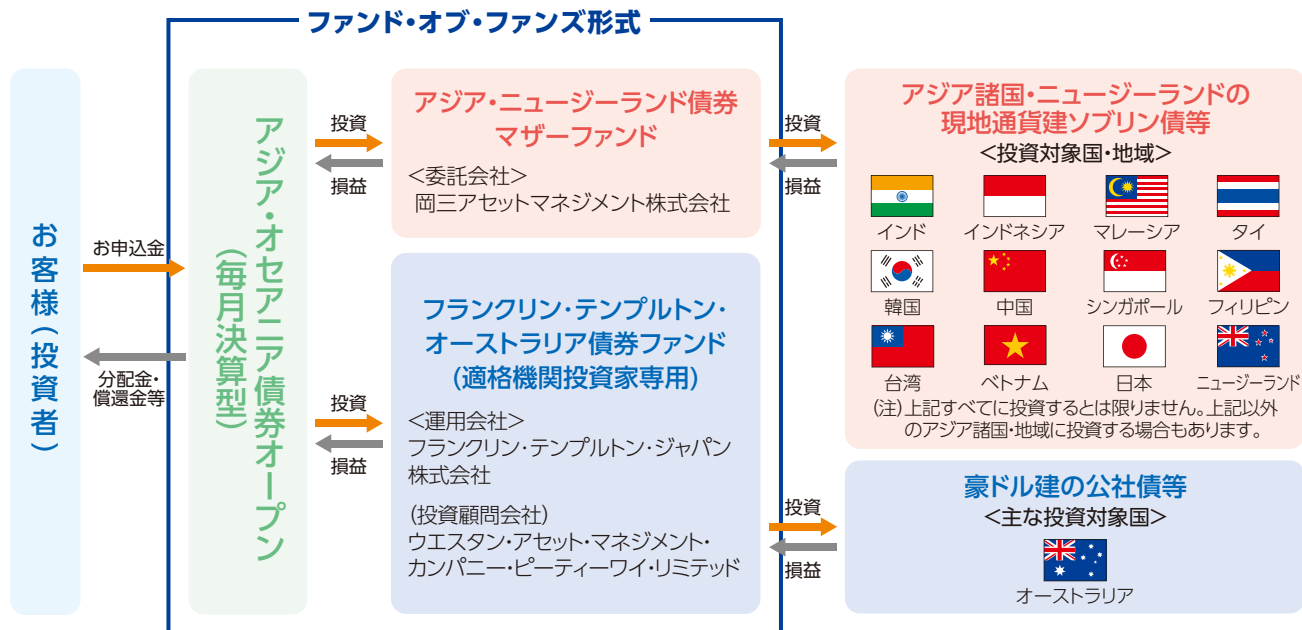 ファンド・オブ・ファンズ形式
お客様(投資者)
お申込金
分配金・
償還金等
アジア・オセアニア債券オープン
(毎月決算型)
投資
損益
投資
損益
アジア・ニュージーランド債券
マザーファンド
<委託会社>
岡三アセットマネジメント株式会社
フランクリン・テンプルトン・
オーストラリア債券ファンド
(適格機関投資家専用)
<運用会社>
フランクリン・テンプルトン・ジャパン
株式会社
(投資顧問会社)
ウエスタン・アセット・マネジメント・
カンパニー・ピーティーワイ・リミテッド
投資
損益
投資
損益
アジア諸国・ニュージーランドの
現地通貨建ソブリン債等
<投資対象国・地域>
インド インドネシア マレーシア タイ
韓国 中国 シンガポール フィリピン
台湾 ベトナム 日本 ニュージーランド
(注)上記すべてに投資するとは限りません。上記以外
のアジア諸国・地域に投資する場合もあります。
豪ドル建の公社債等
<主な投資対象国>
オーストラリア